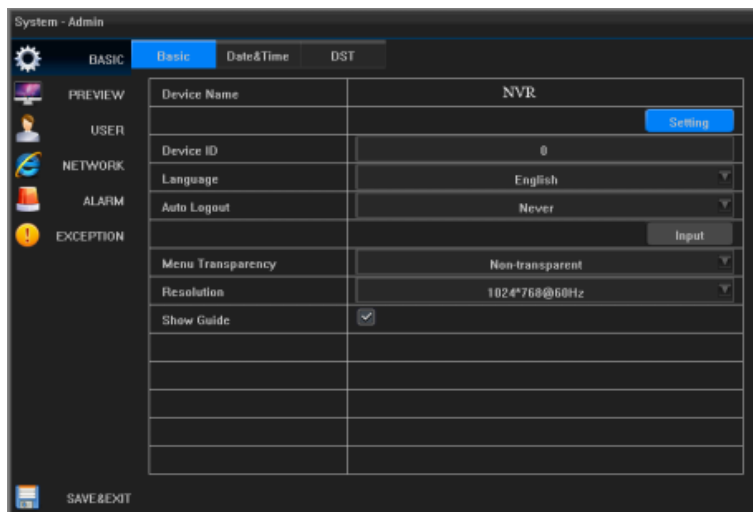 System - Admin
BASIC
Basic Date&Time DST
PREVIEW
Device Name NVR
USER
Setting
Device ID 0
NETWORK
Language English
ALARM
Auto Logout Never
EXCEPTION
Input
Menu Transparency Non-transparent
Resolution 1024*768@60Hz
Show Guide
SAVE&EXIT